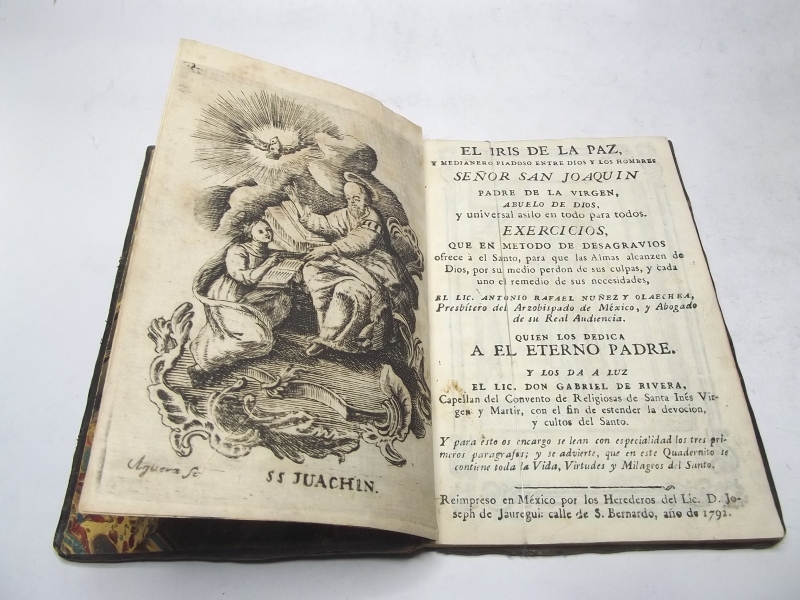 Aguera Sc
SS JUACHIN.
EL IRIS DE LA PAZ,
Y MEDIANERO PIADOSO ENTRE DIOS Y LOS HOMBRES
SEÑOR SAN JOAQUIN
PADRE DE LA VIRGEN,
ABUELO DE DIOS,
y universal asilo en todo para todos.
EXERCICIOS,
QUE EN METODO DE DESAGRAVIOS
ofrece à el Santo, para que las Almas alcanzen de
Dios, por su medio perdon de sus culpas, y cada
uno el remedio de sus necesidades,
EL LIC. ANTONIO RAFAEL NUÑEZ Y OLAECHEA,
Presbítero del Arzobispado de México, y Abogado
de su Real Audiencia.
QUIEN LOS DEDICA
A EL ETERNO PADRE.
Y LOS DA A LUZ
EL LIC. DON GABRIEL DE RIVERA,
Capellan del Convento de Religiosas de Santa Inés Vir-
gen y Martir, con el fin de estender la devocion,
y cultos del Santo.
Y para esto os encargo se lean con especialidad los tres pri-
meros paragrafos; y se advierte, que en este Quadernito se
contiene toda la Vida, Virtudes y Milagros del Santo.
Reimpreso en México por los Herederos del Lic. D. Jo-
seph de Jauregui: calle de S. Bernardo, año de 1792.